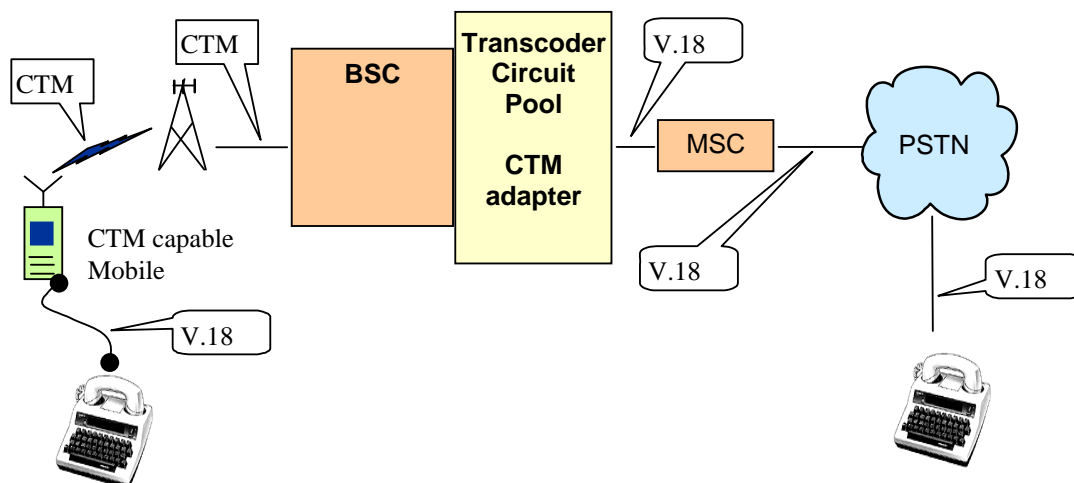 CTM
CTM
BSC
Transcoder
Circuit
Pool
CTM
adapter
V.18
MSC
PSTN
CTM capable
Mobile
V.18
V.18
V.18